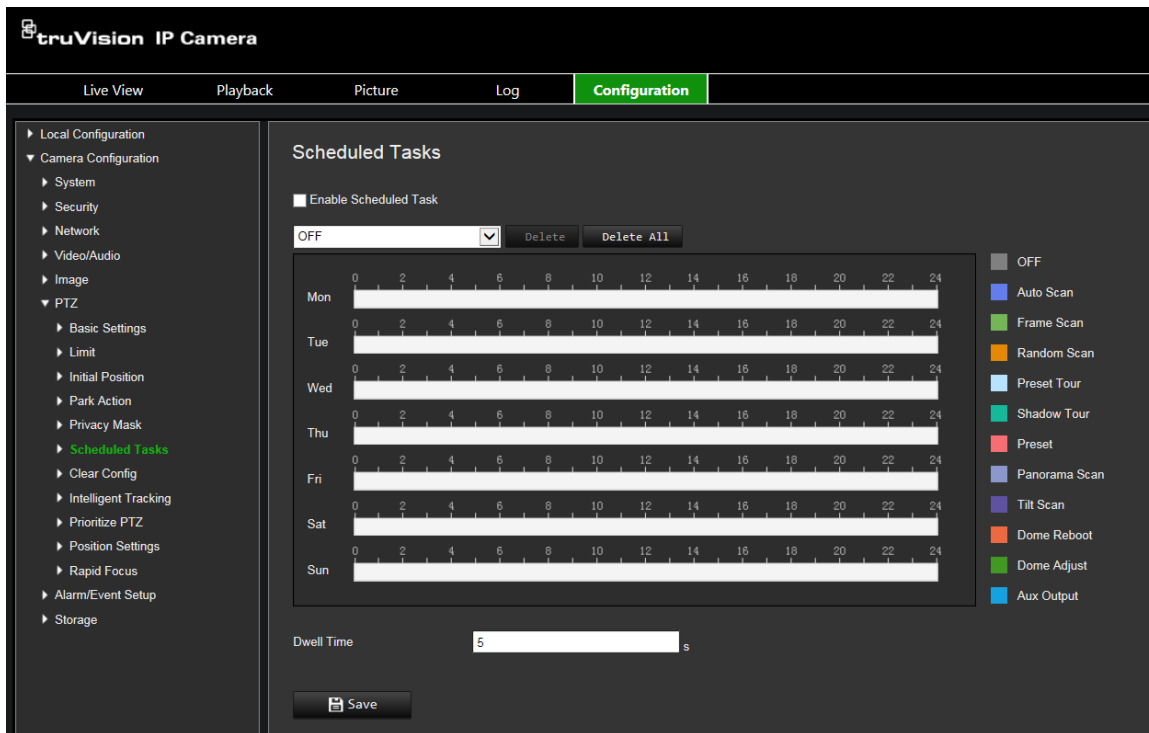 truVision IP Camera
Live View Playback Picture Log Configuration
Local Configuration
Camera Configuration
System
Security
Network
Video/Audio
Image
PTZ
Basic Settings
Limit
Initial Position
Park Action
Privacy Mask
Scheduled Tasks
Clear Config
Intelligent Tracking
Prioritize PTZ
Position Settings
Rapid Focus
Alarm/Event Setup
Storage
Scheduled Tasks
Enable Scheduled Task
OFF Delete Delete All
0 2 4 6 8 10 12 14 16 18 20 22 24
Mon
0 2 4 6 8 10 12 14 16 18 20 22 24
Tue
0 2 4 6 8 10 12 14 16 18 20 22 24
Wed
0 2 4 6 8 10 12 14 16 18 20 22 24
Thu
0 2 4 6 8 10 12 14 16 18 20 22 24
Fri
0 2 4 6 8 10 12 14 16 18 20 22 24
Sat
0 2 4 6 8 10 12 14 16 18 20 22 24
Sun
OFF
Auto Scan
Frame Scan
Random Scan
Preset Tour
Shadow Tour
Preset
Panorama Scan
Tilt Scan
Dome Reboot
Dome Adjust
Aux Output
Dwell Time 5 s
Save